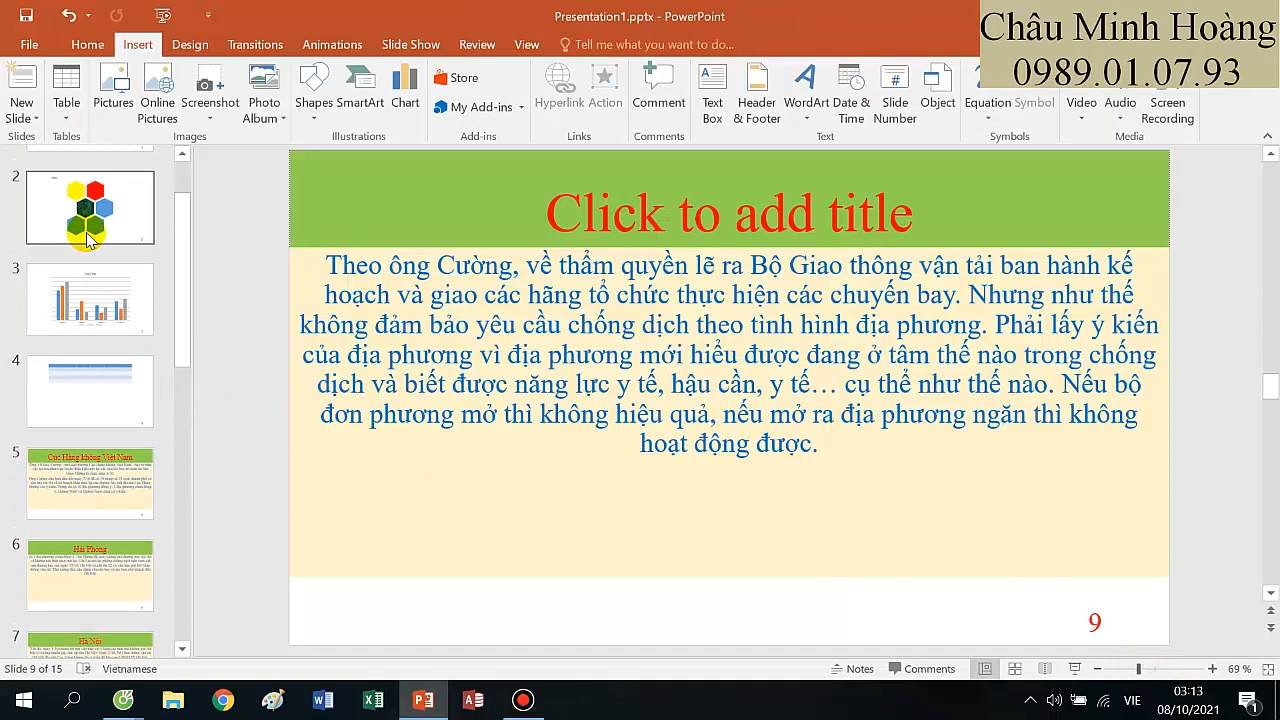 Presentation1.pptx - PowerPoint
Châu Minh Hoàng
0989.01.07.93
File Home Insert Design Transitions Animations Slide Show Review View Tell me what you want to do...
New Slide Table Pictures Online Pictures Screenshot Photo Album Shapes SmartArt Chart Store My Add-ins Hyperlink Action Comment Text Box Header & Footer WordArt Date & Time Slide Number Object Equation Symbol Video Audio Screen Recording
Slides Tables Images Illustrations Add-ins Links Comments Text Symbols Media
2
3
4
5
Cục Hàng không Việt Nam
6
Hải Phòng
7
Hà Nội
Click to add title
Theo ông Cường, về thẩm quyền lẽ ra Bộ Giao thông vận tải ban hành kế
hoạch và giao các hãng tổ chức thực hiện các chuyến bay. Nhưng như thế
không đảm bảo yêu cầu chống dịch theo tình hình địa phương. Phải lấy ý kiến
của địa phương vì địa phương mới hiểu được đang ở tâm thế nào trong chống
dịch và biết được năng lực y tế, hậu cần, y tế… cụ thể như thế nào. Nếu bộ
đơn phương mở thì không hiệu quả, nếu mở ra địa phương ngăn thì không
hoạt động được.
9
Slide 9 of 15 Vietnamese Notes Comments 69 %
VIE
03:13
08/10/2021
1